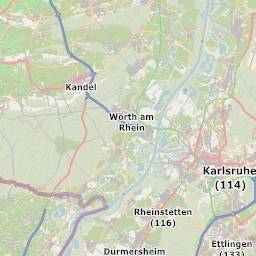 Kandel
Wörth am
Rhein
Karlsruhe
(114)
Rheinstetten
(116)
Ettlingen
(133)
Durmersheim